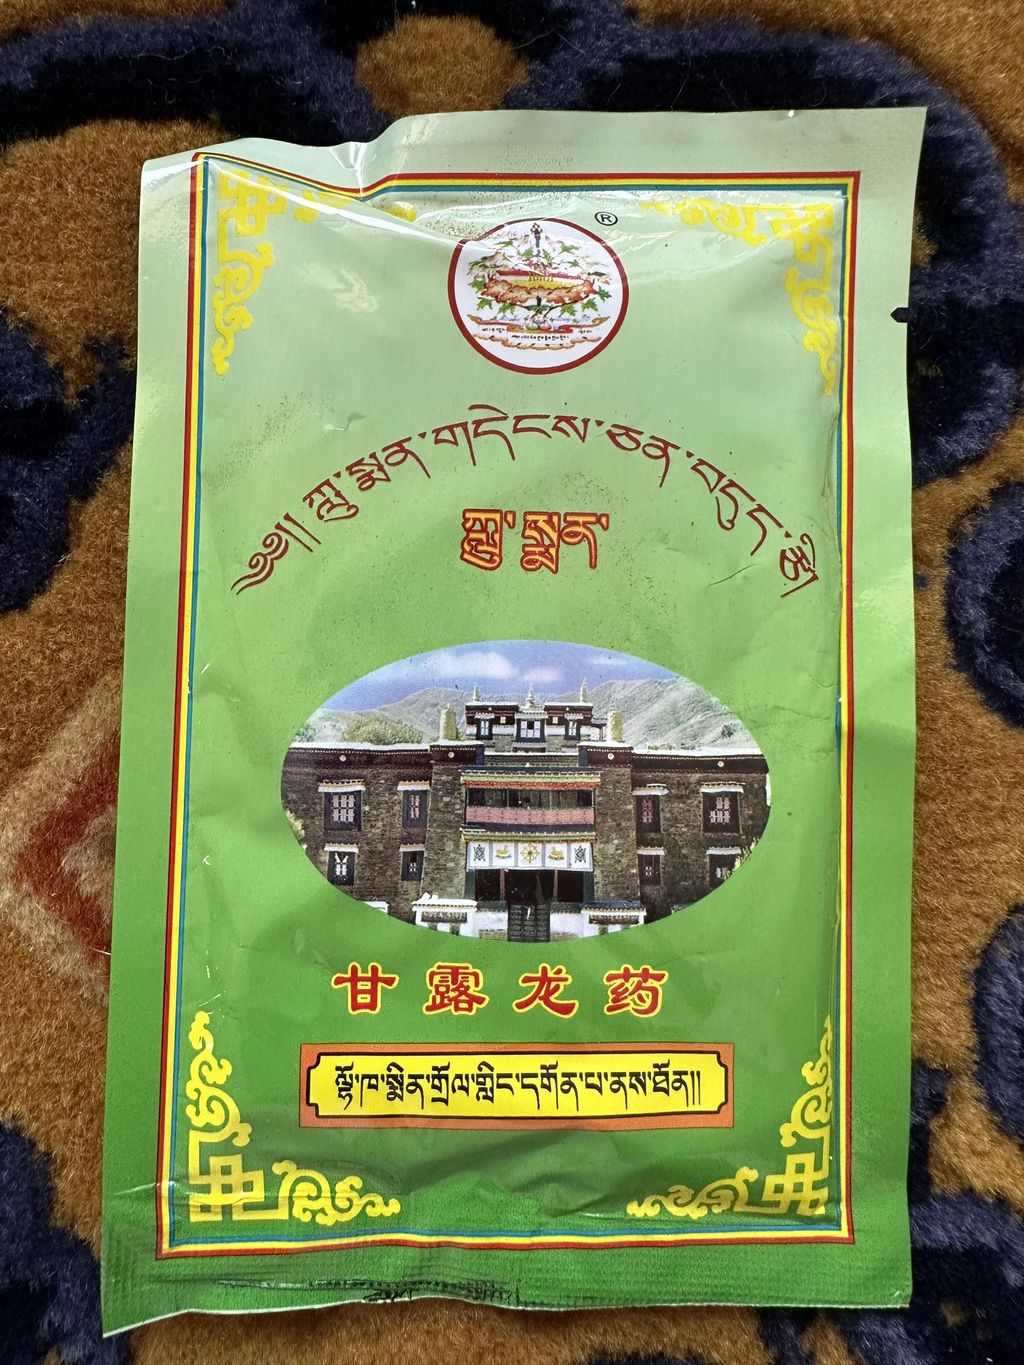 ®
༄༅།། ཀླུ་སྨན་གདེངས་ཅན་བདུད་རྩི།
ཀླུ་སྨན་
甘露龙药
ལྷོ་ཁ་སྨིན་གྲོལ་གླིང་དགོན་པ་ནས་ཐོན།།